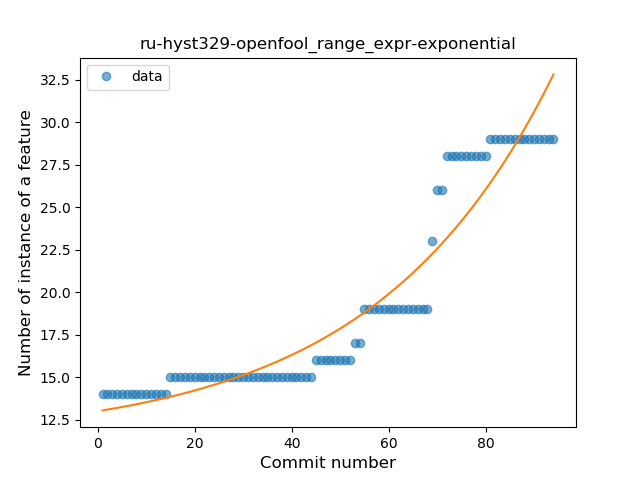 ru-hyst329-openfool_range_expr-exponential
data
Number of instance of a feature
32.5
30.0
27.5
25.0
22.5
20.0
17.5
15.0
12.5
0 20 40 60 80
Commit number